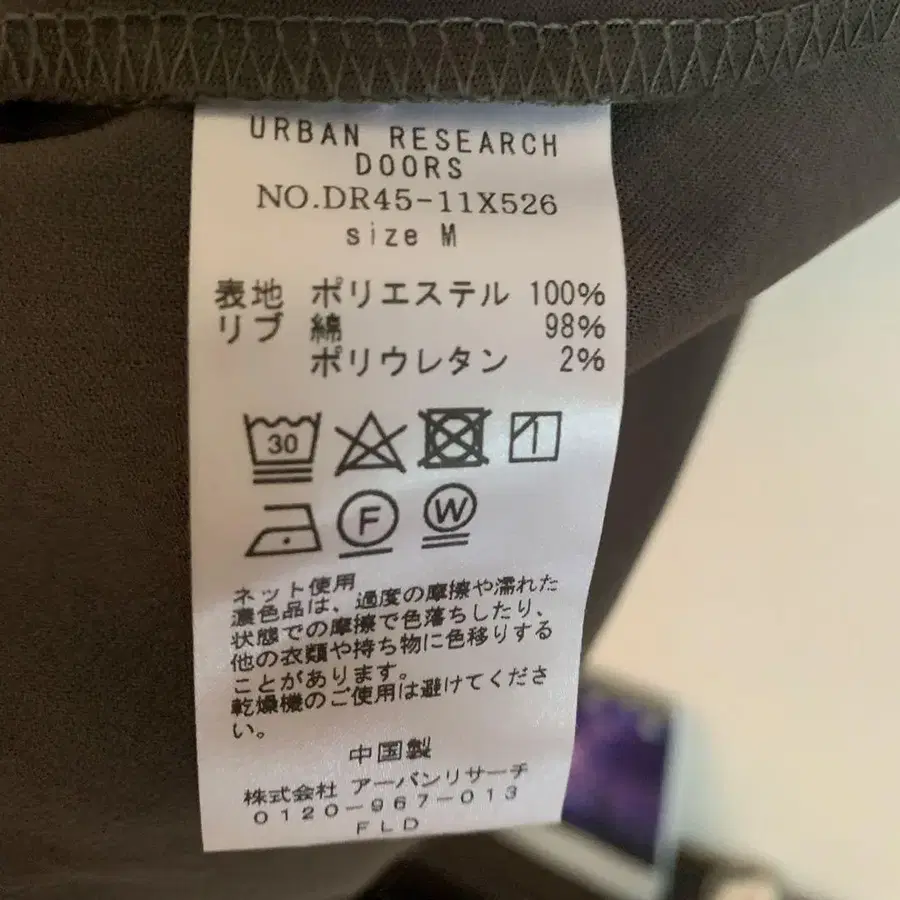 URBAN RESEARCH
DOORS
NO.DR45-11X526
size M
表地 ポリエステル 100%
リブ 綿 98%
ポリウレタン 2%
30
F W
ネット使用
濃色品は、過度の摩擦や濡れた
状態での摩擦で色落ちしたり、
他の衣類や持ち物に色移りする
ことがあります。
乾燥機のご使用は避けてくださ
い。
中国製
株式会社 アーバンリサーチ
0120-967-013
FLD